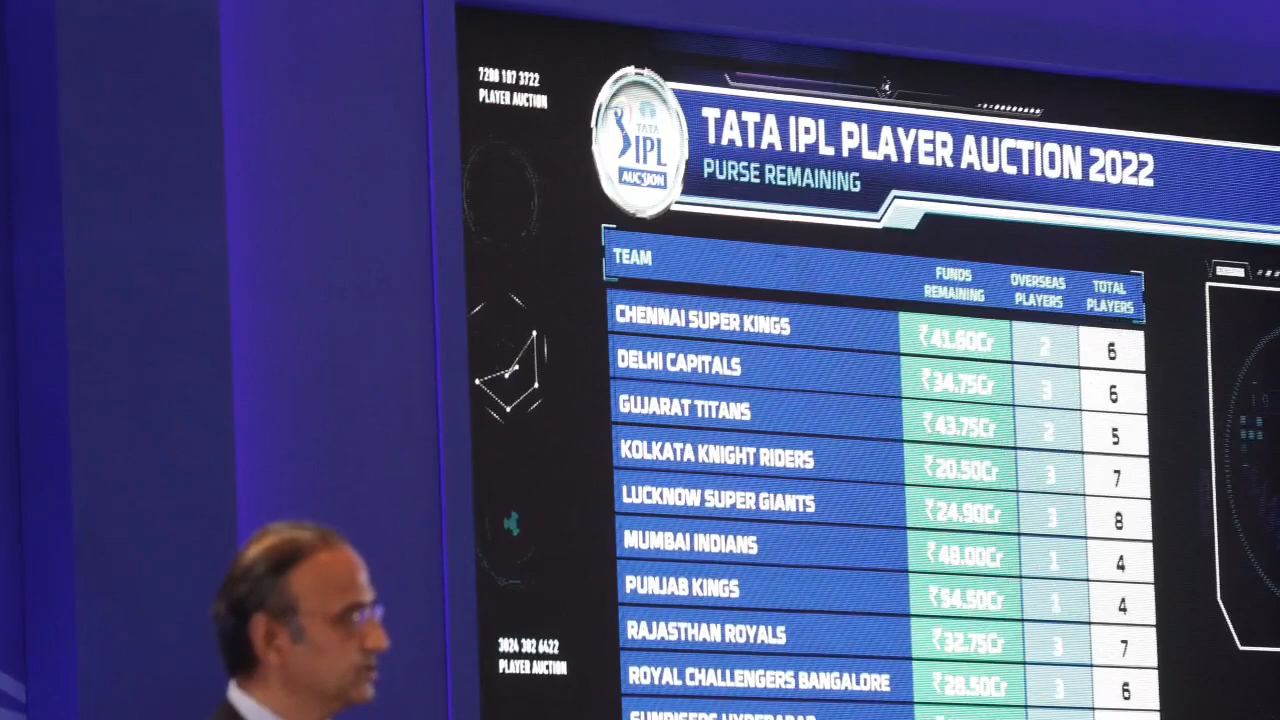 7208 107 3722
PLAYER AUCTION
TATA
IPL
AUCTION
TATA IPL PLAYER AUCTION 2022
PURSE REMAINING
TEAM FUNDS REMAINING OVERSEAS PLAYERS TOTAL PLAYERS
CHENNAI SUPER KINGS ₹41.60Cr 2 6
DELHI CAPITALS ₹34.75Cr 3 6
GUJARAT TITANS ₹43.75Cr 2 5
KOLKATA KNIGHT RIDERS ₹20.50Cr 3 7
LUCKNOW SUPER GIANTS ₹24.90Cr 3 8
MUMBAI INDIANS ₹48.00Cr 1 4
PUNJAB KINGS ₹54.50Cr 1 4
RAJASTHAN ROYALS ₹32.75Cr 3 7
ROYAL CHALLENGERS BANGALORE ₹28.50Cr 3 6
SUNRISERS HYDERABAD
3024 302 6422
PLAYER AUCTION